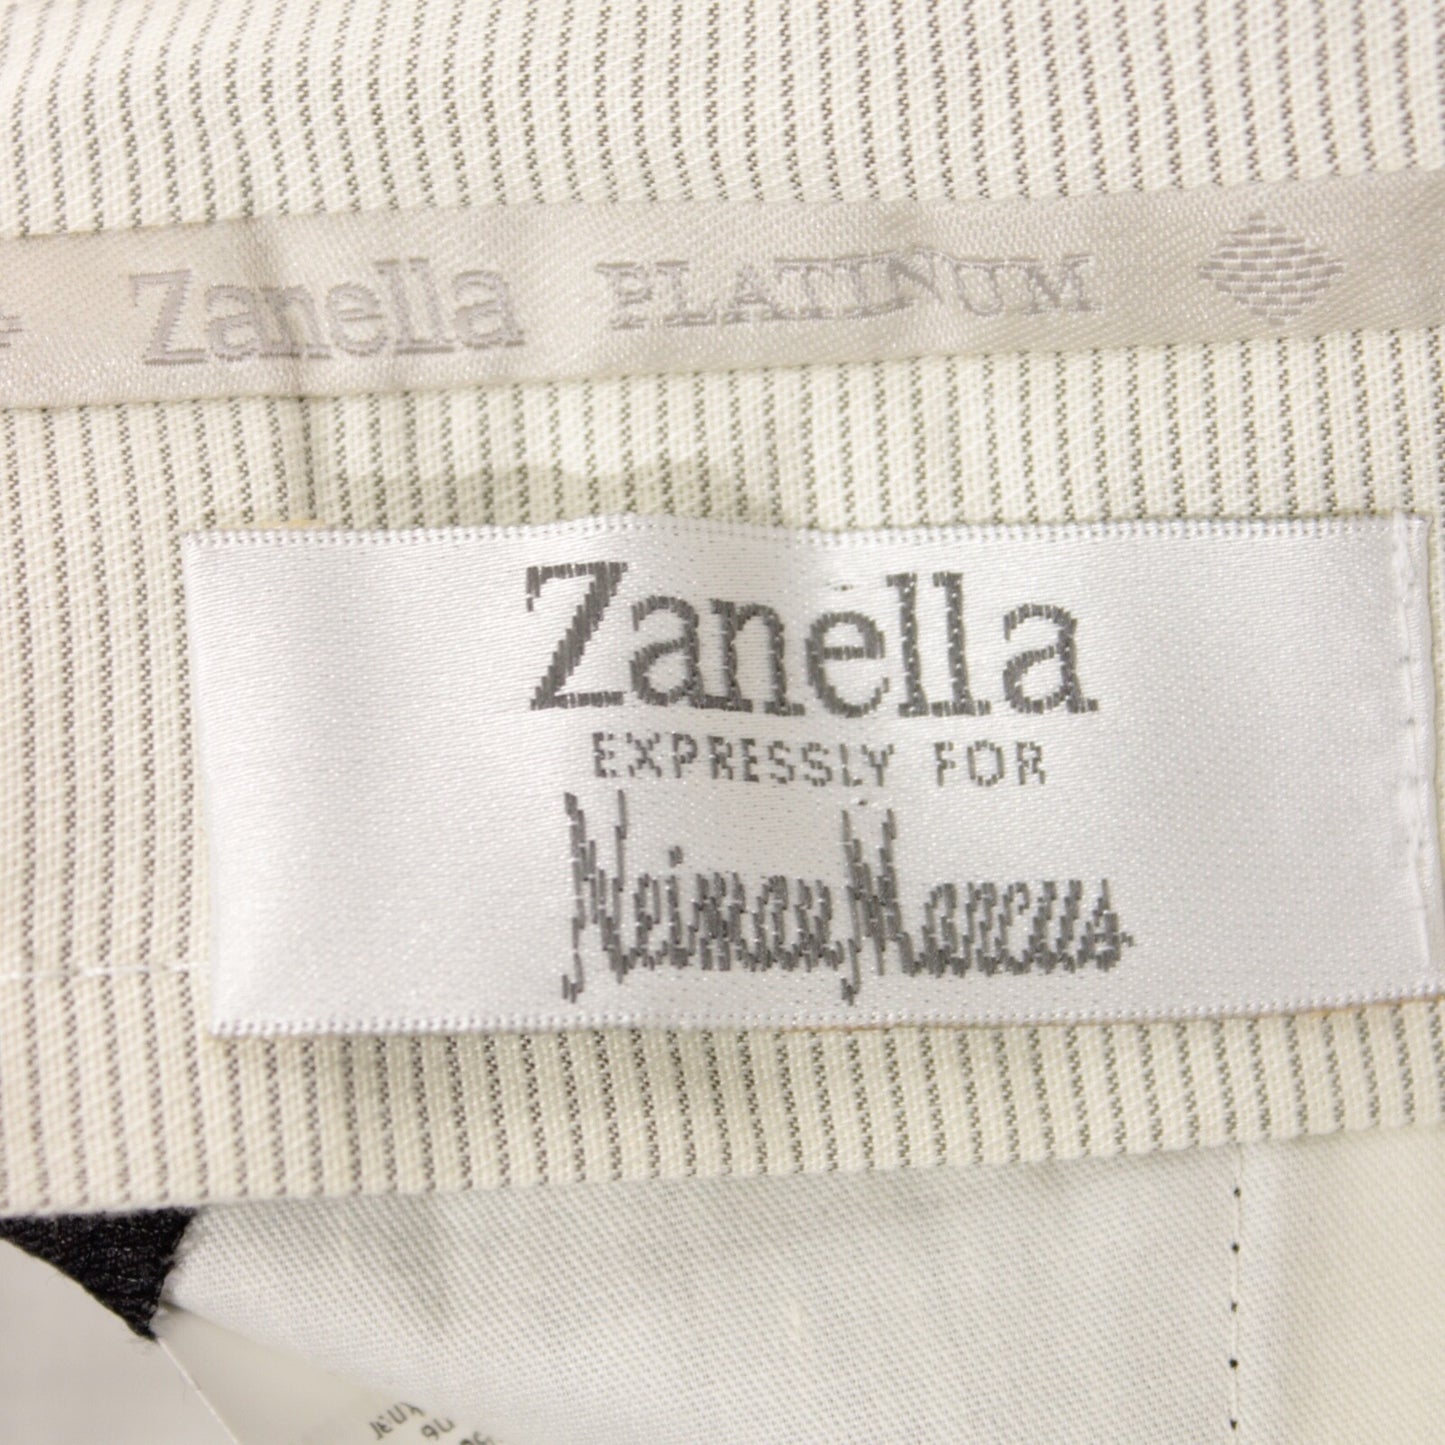 Zanella PLATINUM
Zanella
EXPRESSLY FOR
Neiman Marcus